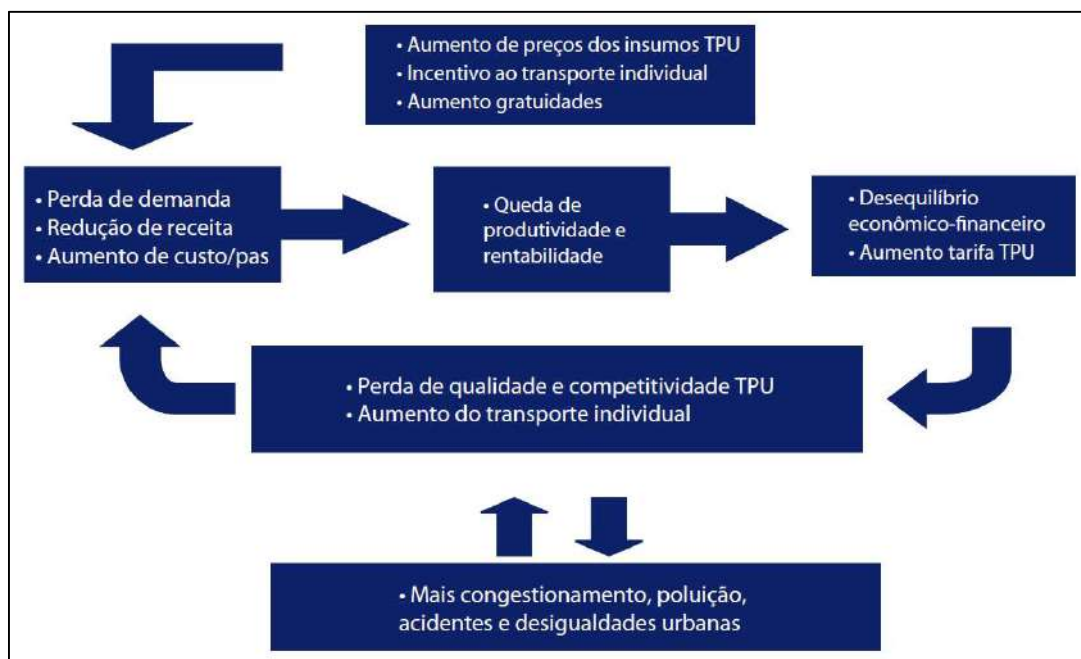 • Aumento de preços dos insumos TPU
• Incentivo ao transporte individual
• Aumento gratuidades
• Perda de demanda
• Redução de receita
• Aumento de custo/pas
• Queda de
produtividade e
rentabilidade
• Desequilíbrio
econômico-financeiro
• Aumento tarifa TPU
• Perda de qualidade e competitividade TPU
• Aumento do transporte individual
• Mais congestionamento, poluição,
acidentes e desigualdades urbanas